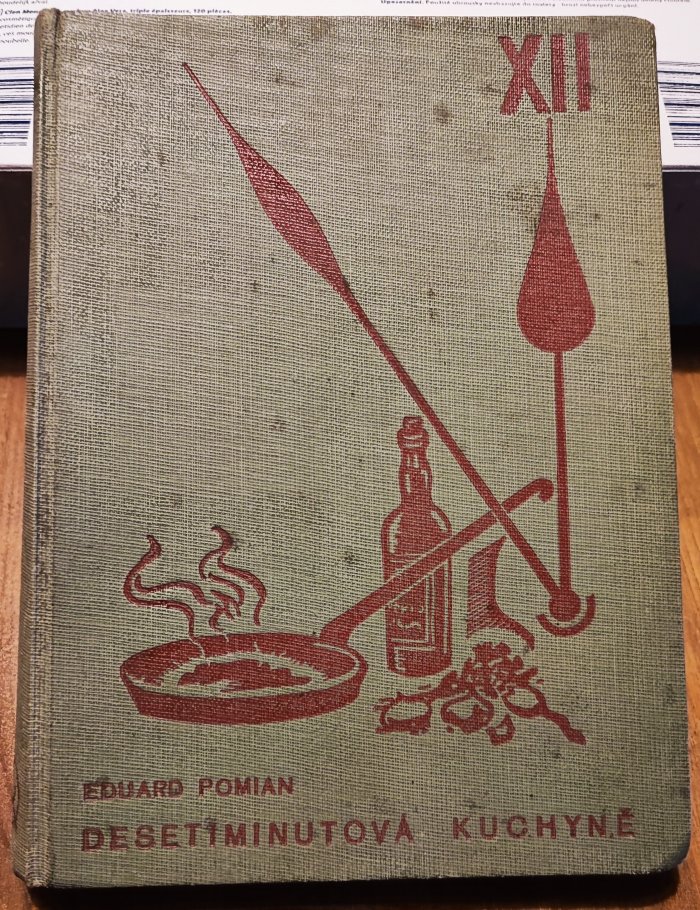 XII
EDUARD POMIAN
DESETIMINUTOVÁ KUCHYNĚ